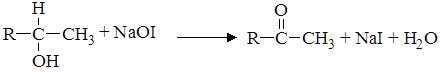 H O
R–C–CH₃ + NaOI ⟶ R–C–CH₃ + NaI + H₂O
OH